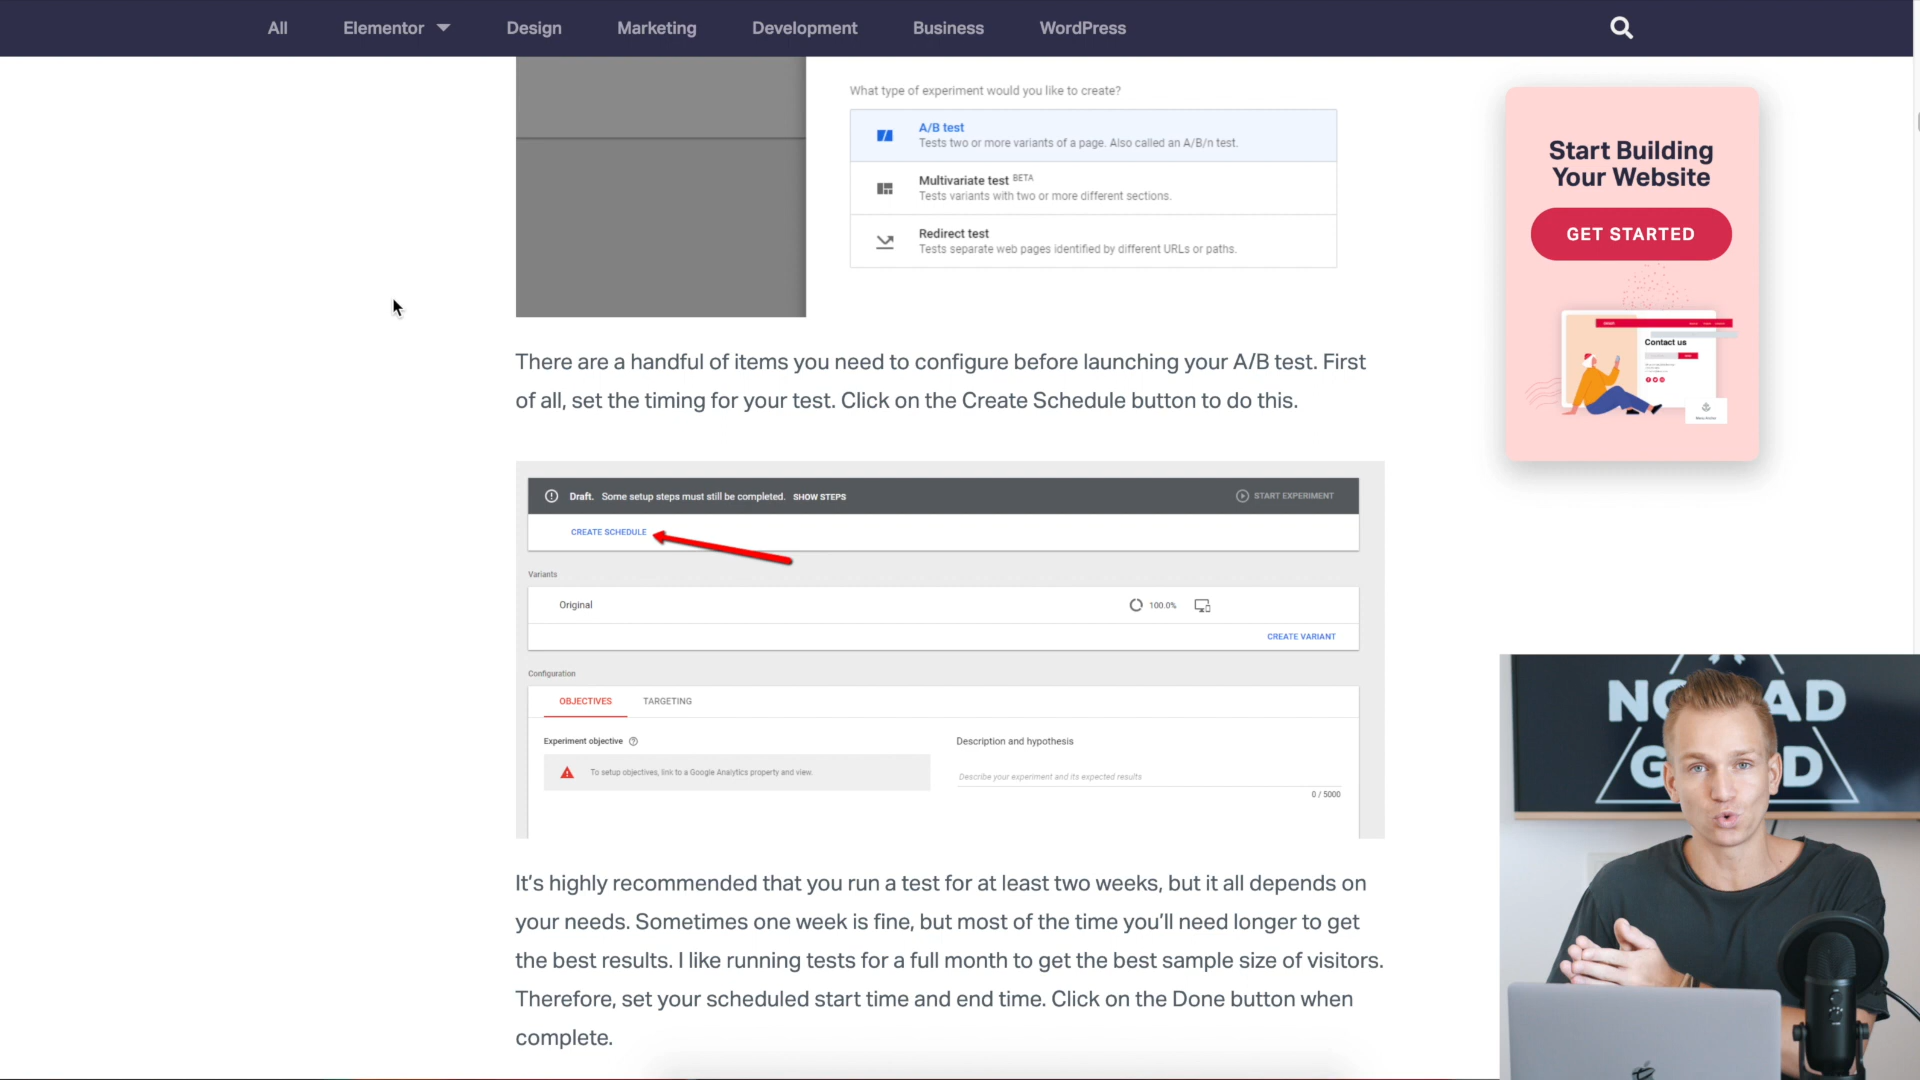 All Elementor Design Marketing Development Business WordPress
What type of experiment would you like to create?
A/B test
Tests two or more variants of a page. Also called an A/B/n test.
Multivariate test BETA
Tests variants with two or more different sections.
Redirect test
Tests separate web pages identified by different URLs or paths.
Start Building
Your Website
GET STARTED
Contact us
There are a handful of items you need to configure before launching your A/B test. First
of all, set the timing for your test. Click on the Create Schedule button to do this.
Draft. Some setup steps must still be completed. SHOW STEPS START EXPERIMENT
CREATE SCHEDULE
Variants
Original 100.0%
CREATE VARIANT
Configuration
OBJECTIVES TARGETING
Experiment objective Description and hypothesis
To setup objectives, link to a Google Analytics property and view.
Describe your experiment and its expected results
0 / 5000
It's highly recommended that you run a test for at least two weeks, but it all depends on
your needs. Sometimes one week is fine, but most of the time you'll need longer to get
the best results. I like running tests for a full month to get the best sample size of visitors.
Therefore, set your scheduled start time and end time. Click on the Done button when
complete.